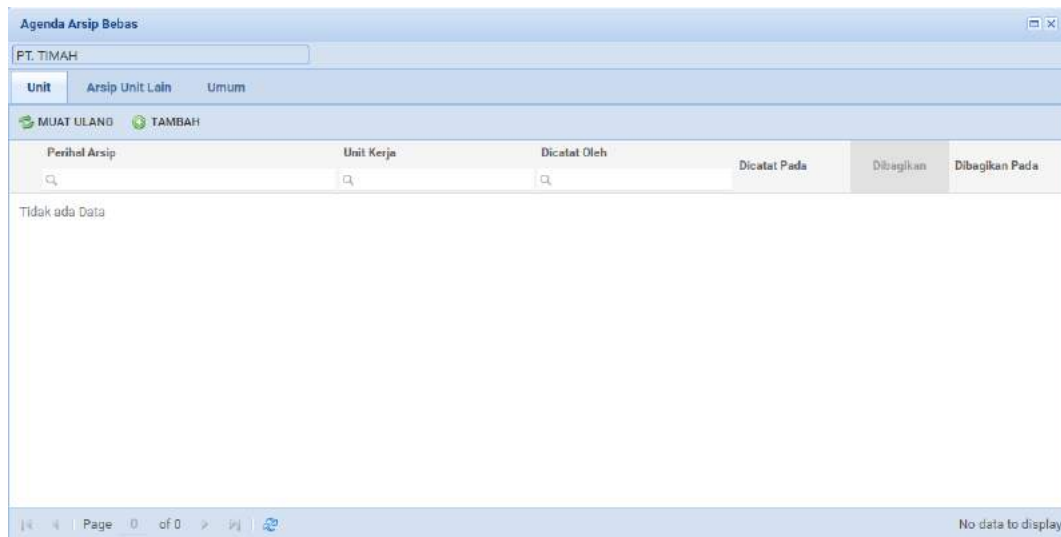 Agenda Arsip Bebas
PT. TIMAH
Unit Arsip Unit Lain Umum
MUAT ULANG TAMBAH
Perihal Arsip Unit Kerja Dicatat Oleh Dicatat Pada Dibagikan Dibagikan Pada
Tidak ada Data
Page 0 of 0 No data to display